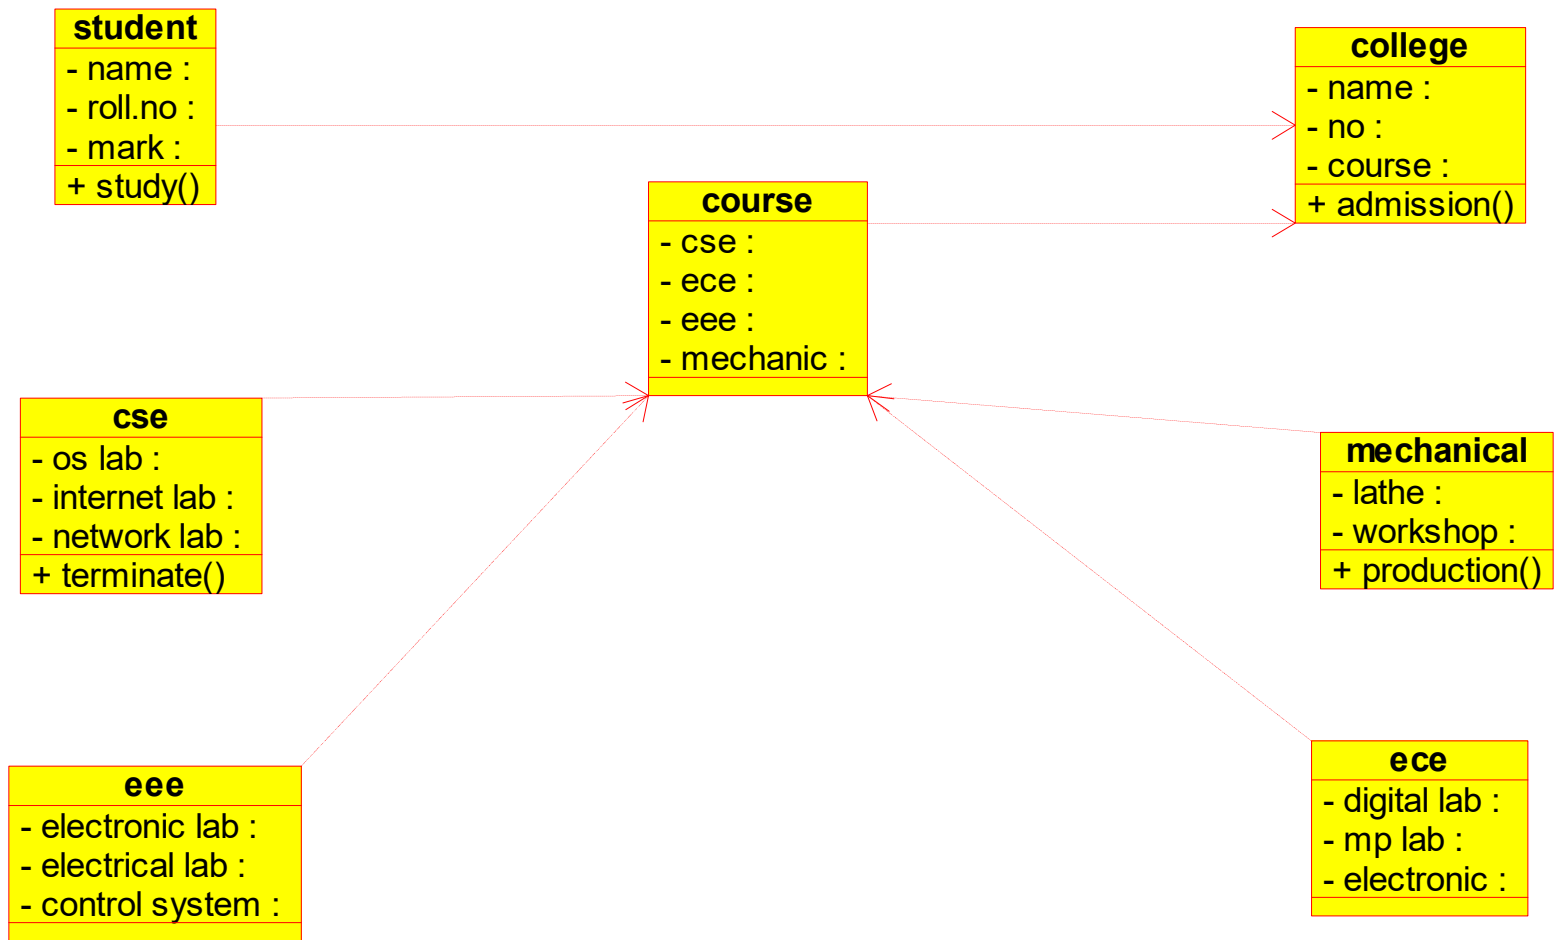 student
- name :
- roll.no :
- mark :
+ study()
college
- name :
- no :
- course :
+ admission()
course
- cse :
- ece :
- eee :
- mechanic :
cse
- os lab :
- internet lab :
- network lab :
+ terminate()
mechanical
- lathe :
- workshop :
+ production()
eee
- electronic lab :
- electrical lab :
- control system :
ece
- digital lab :
- mp lab :
- electronic :